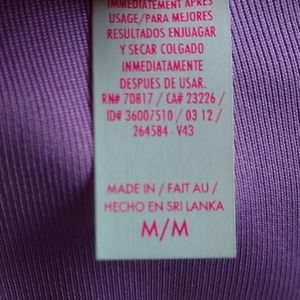 IMMEDIATEMENT APRES
USAGE/PARA MEJORES
RESULTADOS ENJUAGAR
Y SECAR COLGADO
INMEDIATAMENTE
DESPUES DE USAR.
RN# 70817 / CA# 23226 /
ID# 36007510 / 03 12 /
264584 - V43
MADE IN / FAIT AU /
HECHO EN SRI LANKA
M/M